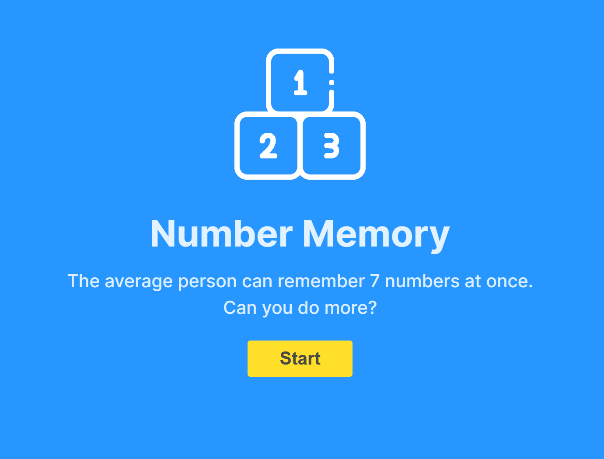 1
2 3
Number Memory
The average person can remember 7 numbers at once.
Can you do more?
Start